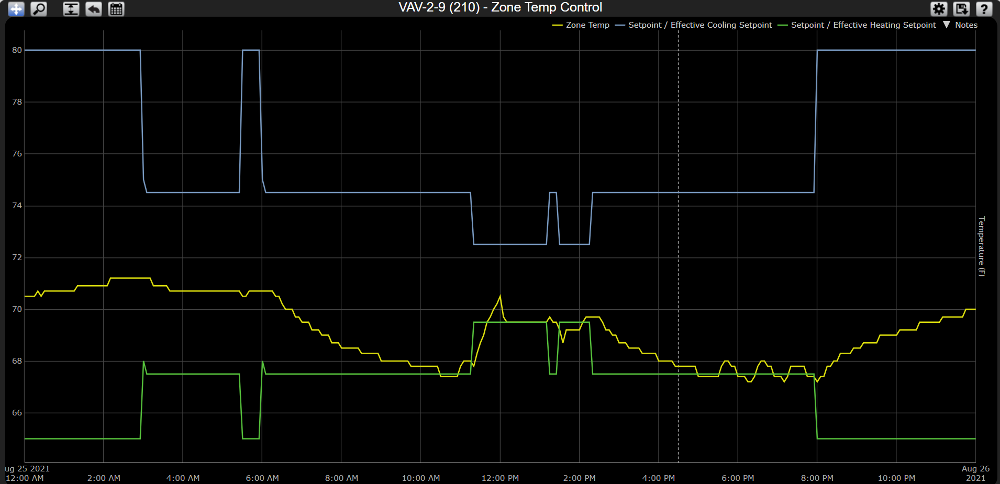 VAV-2-9 (210) - Zone Temp Control
?
Zone Temp Setpoint / Effective Cooling Setpoint Setpoint / Effective Heating Setpoint Notes
80
78
76
74
72
70
68
66
Temperature (F)
ug 25 2021
12:00 AM 2:00 AM 4:00 AM 6:00 AM 8:00 AM 10:00 AM 12:00 PM 2:00 PM 4:00 PM 6:00 PM 8:00 PM 10:00 PM
Aug 26
2021